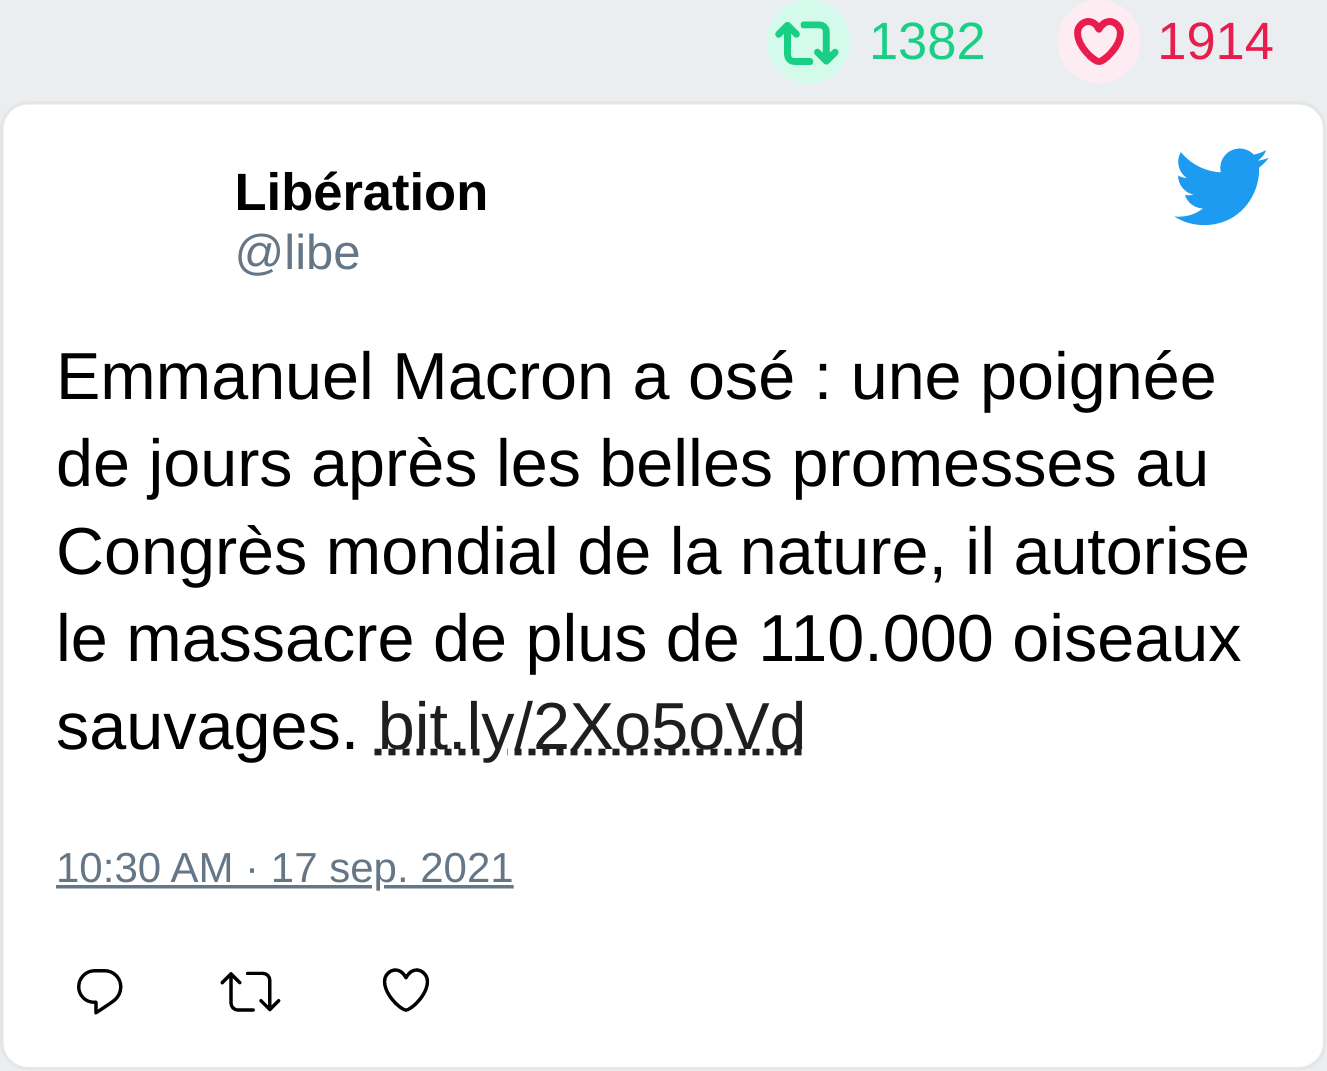 1382 1914
Libération
@libe
Emmanuel Macron a osé : une poignée
de jours après les belles promesses au
Congrès mondial de la nature, il autorise
le massacre de plus de 110.000 oiseaux
sauvages. bit.ly/2Xo5oVd
10:30 AM · 17 sep. 2021